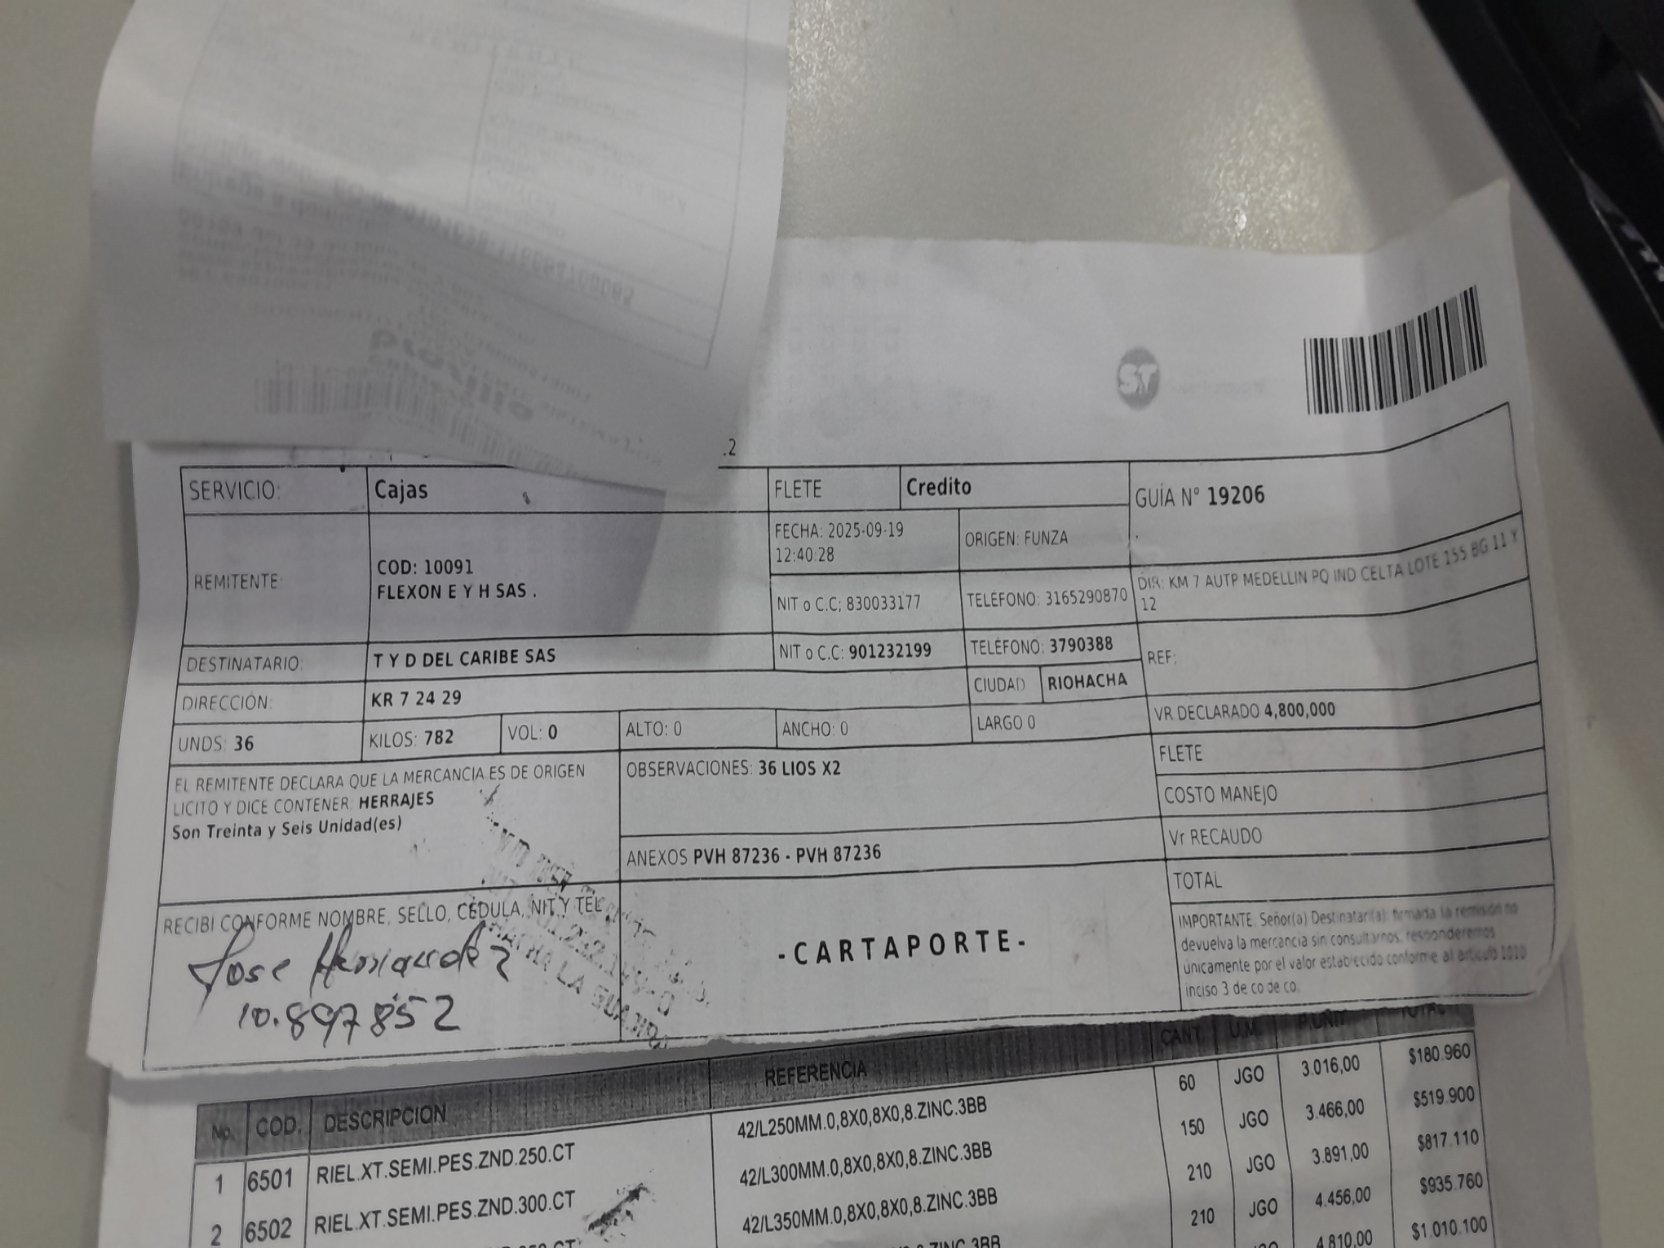 .2
ST
SERVICIO: Cajas FLETE Credito GUÍA N° 19206
REMITENTE: COD: 10091
FLEXON E Y H SAS .
FECHA: 2025-09-19
12:40:28
ORIGEN: FUNZA
NIT o C.C; 830033177 TELÉFONO: 3165290870 DIR: KM 7 AUTP MEDELLIN PQ IND CELTA LOTE 155 BG 11 Y
12
DESTINATARIO: T Y D DEL CARIBE SAS NIT o C.C: 901232199 TELÉFONO: 3790388 REF:
DIRECCIÓN: KR 7 24 29 CIUDAD RIOHACHA
UNDS: 36 KILOS: 782 VOL: 0 ALTO: 0 ANCHO: 0 LARGO 0 VR DECLARADO 4,800,000
EL REMITENTE DECLARA QUE LA MERCANCIA ES DE ORIGEN
LICITO Y DICE CONTENER: HERRAJES
Son Treinta y Seis Unidad(es)
OBSERVACIONES: 36 LIOS X2
FLETE
COSTO MANEJO
Vr RECAUDO
ANEXOS PVH 87236 - PVH 87236
TOTAL
RECIBI CONFORME NOMBRE, SELLO, CEDULA, NIT Y TEL
Jose Hernandez
10.897852
LA GUAJIRA
-CARTAPORTE-
IMPORTANTE: Señor(a) Destinatari(a): firmada la remisión no
devuelva la mercancia sin consultarnos, responderemos
únicamente por el valor establecido conforme al articulo 1010
inciso 3 de co de co.
No. COD. DESCRIPCION REFERENCIA CANT U.M. P.UNIT TOTAL
1 6501 RIEL.XT.SEMI.PES.ZND.250.CT 42/L250MM.0,8X0,8X0,8.ZINC.3BB 60 JGO 3.016,00 $180.960
2 6502 RIEL.XT.SEMI.PES.ZND.300.CT 42/L300MM.0,8X0,8X0,8.ZINC.3BB 150 JGO 3.466,00 $519.900
42/L350MM.0,8X0,8X0,8.ZINC.3BB 210 JGO 3.891,00 $817.110
210 JGO 4.456,00 $935.760
4.810,00 $1.010.100